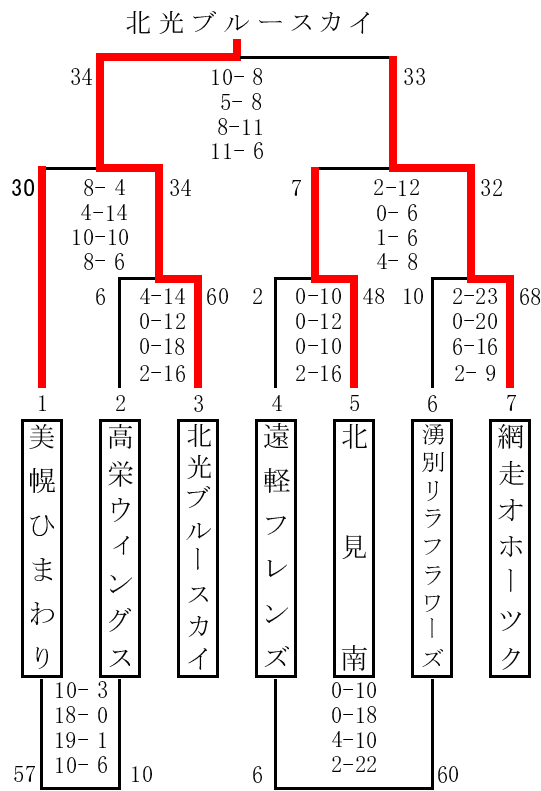 北光ブルースカイ
34 10- 8 33
5- 8
8-11
11- 6
30 8- 4 34 7 2-12 32
4-14 0- 6
10-10 1- 6
8- 6 4- 8
6 4-14 60 2 0-10 48 10 2-23 68
0-12 0-12 0-20
0-18 0-10 6-16
2-16 2-16 2- 9
1 2 3 4 5 6 7
美幌ひまわり
高栄ウィングス
北光ブルースカイ
遠軽フレンズ
北見南
湧別リラフラワーズ
網走オホーツク
10- 3 0-10
18- 0 0-18
19- 1 4-10
10- 6 2-22
57 10 6 60